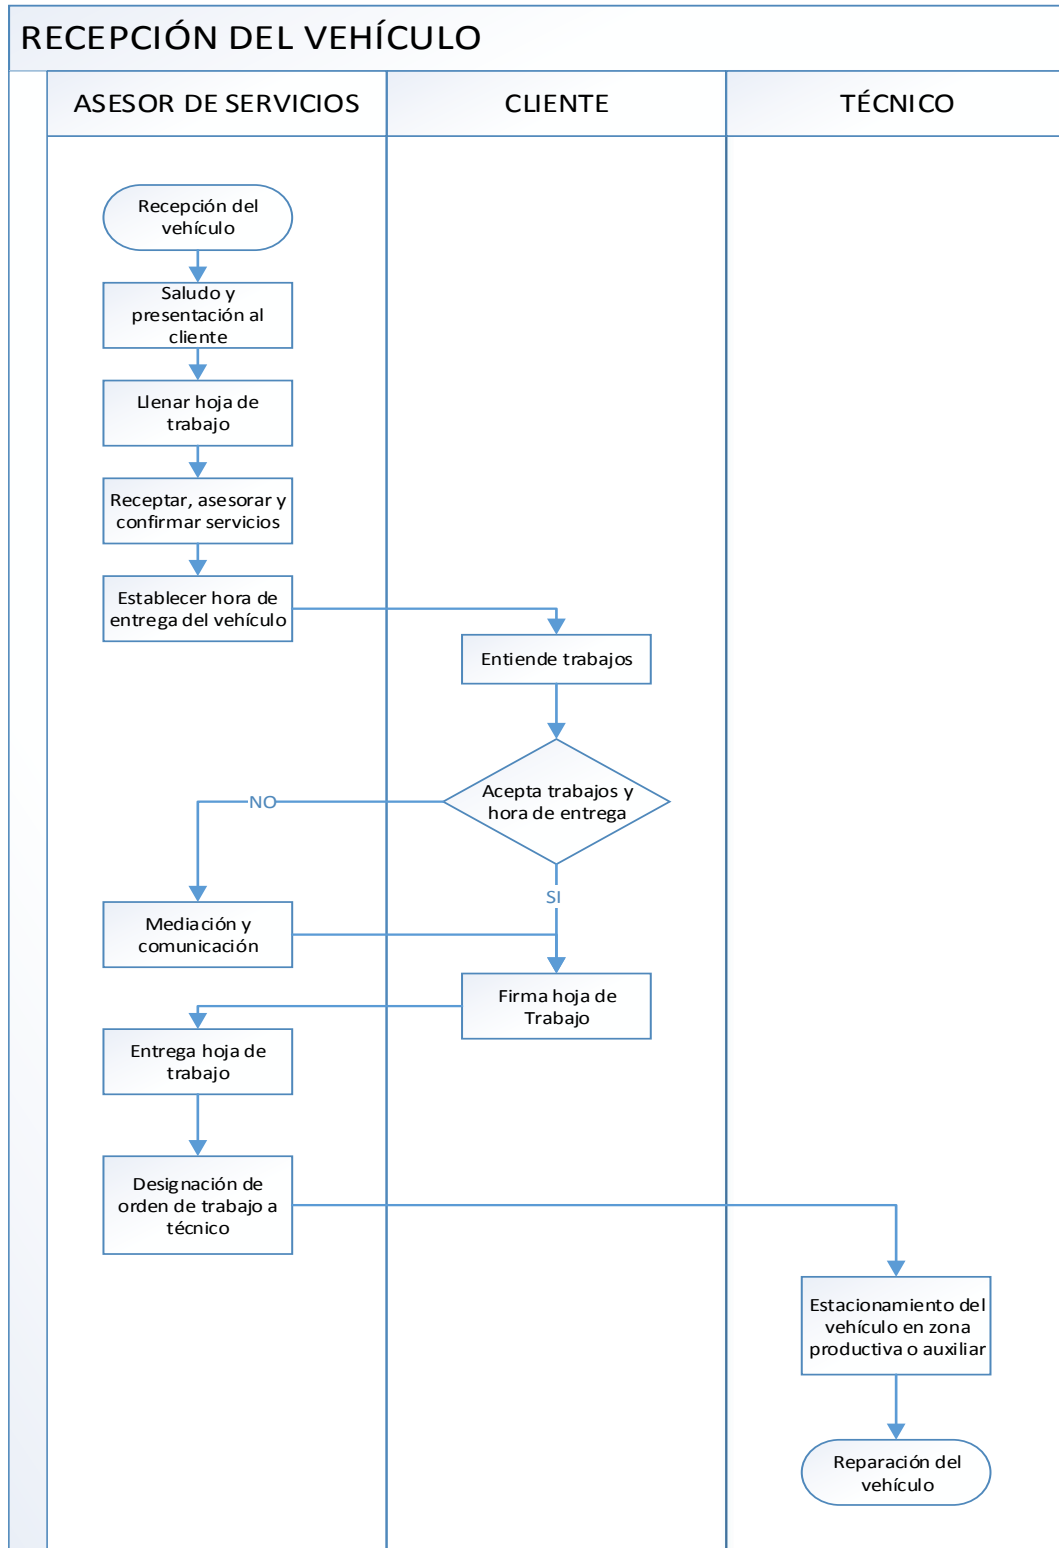 RECEPCIÓN DEL VEHÍCULO
ASESOR DE SERVICIOS
CLIENTE
TÉCNICO
Recepción del
vehículo
Saludo y
presentación al
cliente
Llenar hoja de
trabajo
Receptar, asesorar y
confirmar servicios
Establecer hora de
entrega del vehículo
Entiende trabajos
Acepta trabajos y
hora de entrega
NO
SI
Mediación y
comunicación
Firma hoja de
Trabajo
Entrega hoja de
trabajo
Designación de
orden de trabajo a
técnico
Estacionamiento del
vehículo en zona
productiva o auxiliar
Reparación del
vehículo